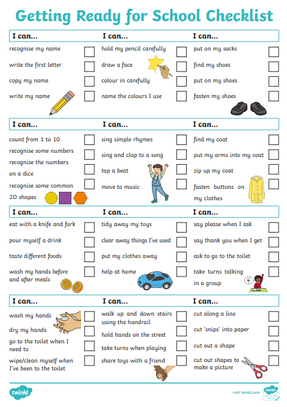 Getting Ready for School Checklist
I can... I can... I can...
recognise my name
write the first letter
copy my name
write my name
hold my pencil carefully
draw a face
colour in carefully
name the colours I use
put on my socks
find my shoes
put on my shoes
fasten my shoes
I can... I can... I can...
count from 1 to 10
recognise some numbers
recognise the numbers
on a dice
recognise some common
2D shapes
sing simple rhymes
sing and clap to a song
tap a beat
move to music
find my coat
put my arms into my coat
zip up my coat
fasten buttons on
my clothes
I can... I can... I can...
eat with a knife and fork
pour myself a drink
taste different foods
wash my hands before
and after meals
tidy away my toys
clear away things I've used
put my clothes away
help at home
say please when I ask
say thank you when I get
ask to go to the toilet
take turns talking
in a group
I can... I can... I can...
wash my hands
dry my hands
go to the toilet when I
need to
wipe/clean myself when
I've been to the toilet
walk up and down stairs
using the handrail
hold hands on the street
take turns when playing
share toys with a friend
cut along a line
cut 'snips' into paper
cut out a shape
cut out shapes to
make a picture
twinkl
visit twinkl.com
twinkl